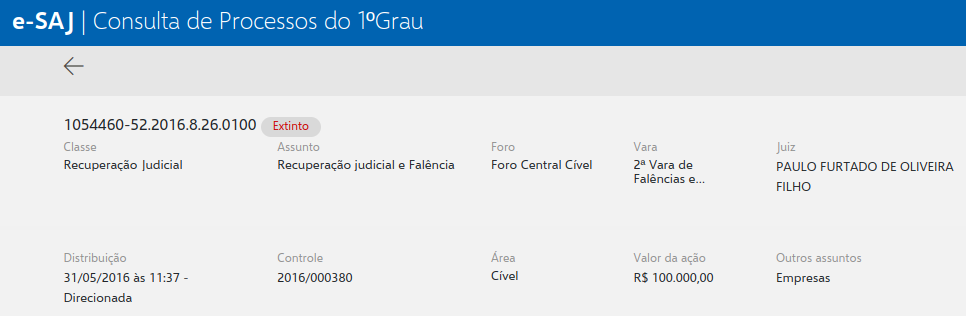 e-SAJ | Consulta de Processos do 1ºGrau
1054460-52.2016.8.26.0100 Extinto
Classe Assunto Foro Vara Juiz
Recuperação Judicial Recuperação judicial e Falência Foro Central Cível 2ª Vara de PAULO FURTADO DE OLIVEIRA
Falências e... FILHO
Distribuição Controle Área Valor da ação Outros assuntos
31/05/2016 às 11:37 - 2016/000380 Cível R$ 100.000,00 Empresas
Direcionada